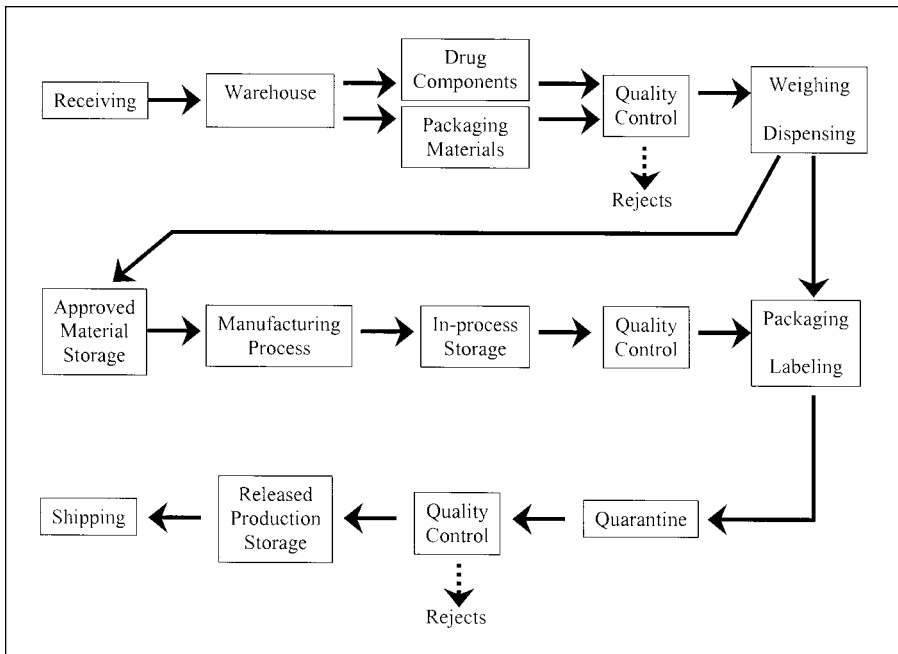 Receiving
Warehouse
Drug
Components
Packaging
Materials
Quality
Control
Rejects
Weighing
Dispensing
Approved
Material
Storage
Manufacturing
Process
In-process
Storage
Quality
Control
Packaging
Labeling
Shipping
Released
Production
Storage
Quality
Control
Rejects
Quarantine